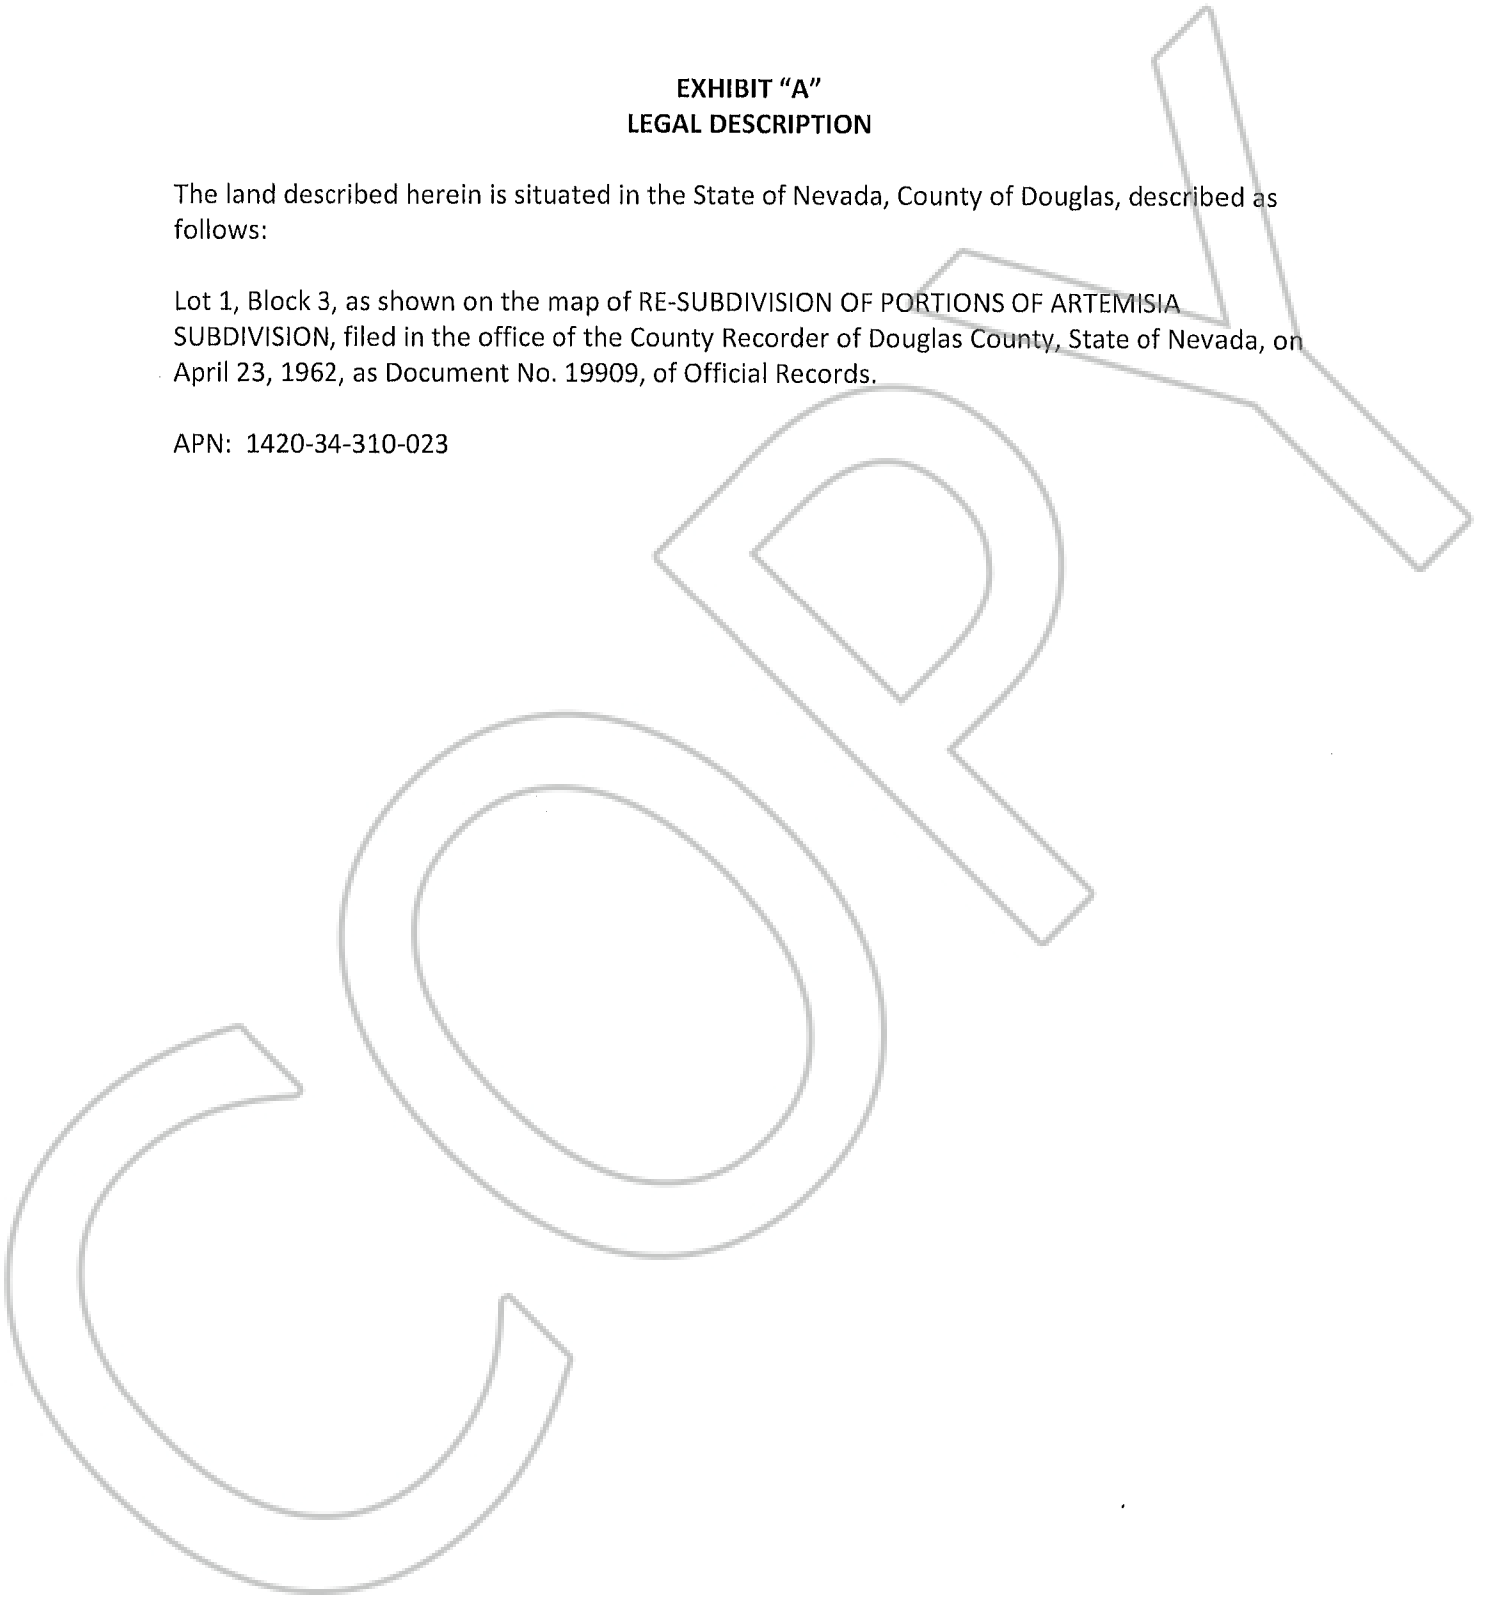 EXHIBIT “A”
LEGAL DESCRIPTION
The land described herein is situated in the State of Nevada, County of Douglas, described as
follows:
Lot 1, Block 3, as shown on the map of RE-SUBDIVISION OF PORTIONS OF ARTEMISIA
SUBDIVISION, filed in the office of the County Recorder of Douglas County, State of Nevada, on
April 23, 1962, as Document No. 19909, of Official Records.
APN:  1420-34-310-023
COPY